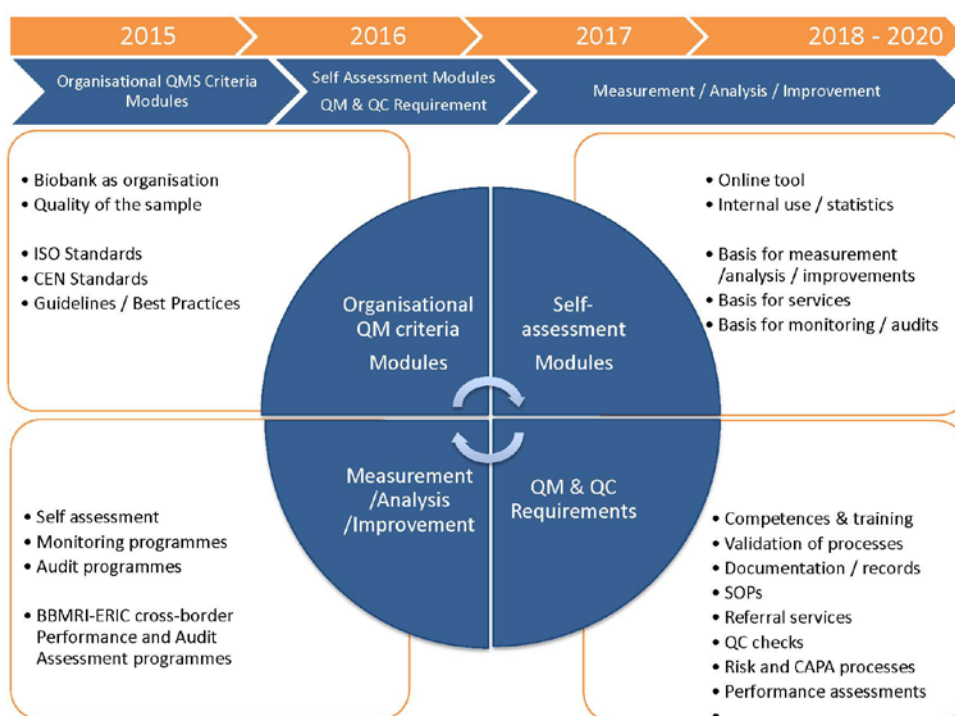 2015
2016
2017
2018 - 2020
Organisational QMS Criteria
Modules
Self Assessment Modules
QM & QC Requirement
Measurement / Analysis / Improvement
• Biobank as organisation
• Quality of the sample
• ISO Standards
• CEN Standards
• Guidelines / Best Practices
• Online tool
• Internal use / statistics
• Basis for measurement
/analysis / improvements
• Basis for services
• Basis for monitoring / audits
Organisational
QM criteria
Modules
Self-
assessment
Modules
Measurement
/Analysis
/Improvement
QM & QC
Requirements
• Self assessment
• Monitoring programmes
• Audit programmes
• BBMRI-ERIC cross-border
Performance and Audit
Assessment programmes
• Competences & training
• Validation of processes
• Documentation / records
• SOPs
• Referral services
• QC checks
• Risk and CAPA processes
• Performance assessments